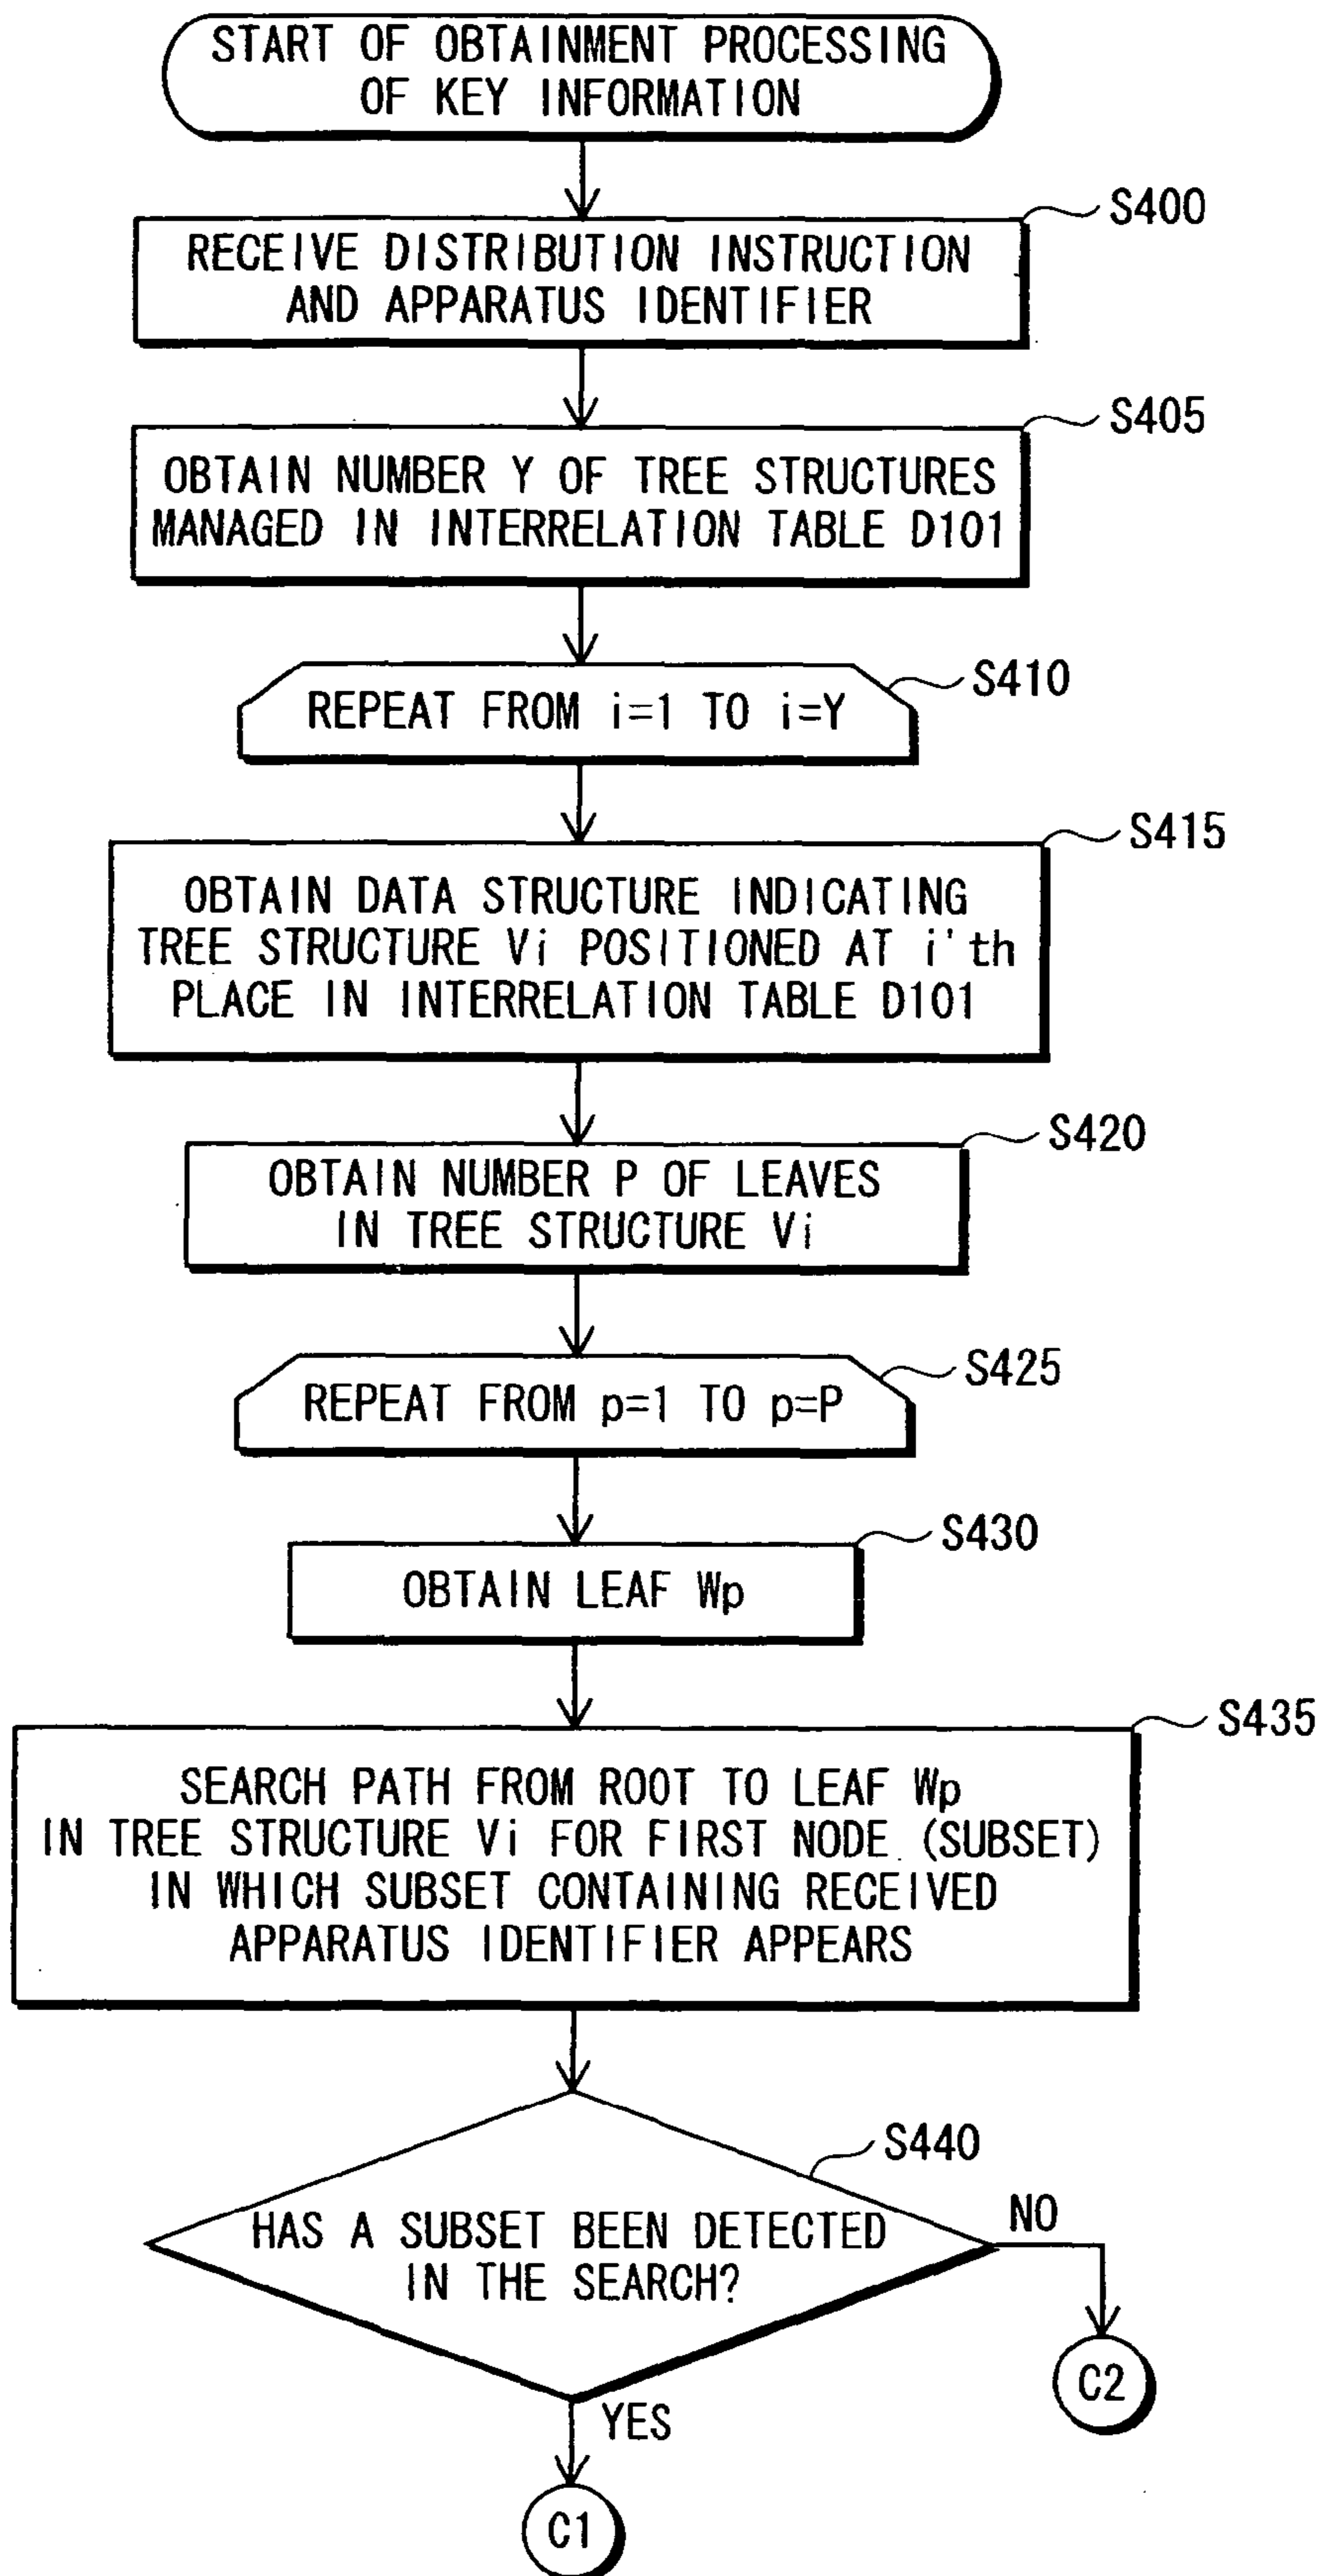 START OF OBTAINMENT PROCESSING
OF KEY INFORMATION
S400
RECEIVE DISTRIBUTION INSTRUCTION
AND APPARATUS IDENTIFIER
S405
OBTAIN NUMBER Y OF TREE STRUCTURES
MANAGED IN INTERRELATION TABLE D101
S410
REPEAT FROM i=1 TO i=Y
S415
OBTAIN DATA STRUCTURE INDICATING
TREE STRUCTURE Vi POSITIONED AT i'th
PLACE IN INTERRELATION TABLE D101
S420
OBTAIN NUMBER P OF LEAVES
IN TREE STRUCTURE Vi
S425
REPEAT FROM p=1 TO p=P
S430
OBTAIN LEAF Wp
S435
SEARCH PATH FROM ROOT TO LEAF Wp
IN TREE STRUCTURE Vi FOR FIRST NODE (SUBSET)
IN WHICH SUBSET CONTAINING RECEIVED
APPARATUS IDENTIFIER APPEARS
S440
HAS A SUBSET BEEN DETECTED
IN THE SEARCH?
NO
C2
YES
C1